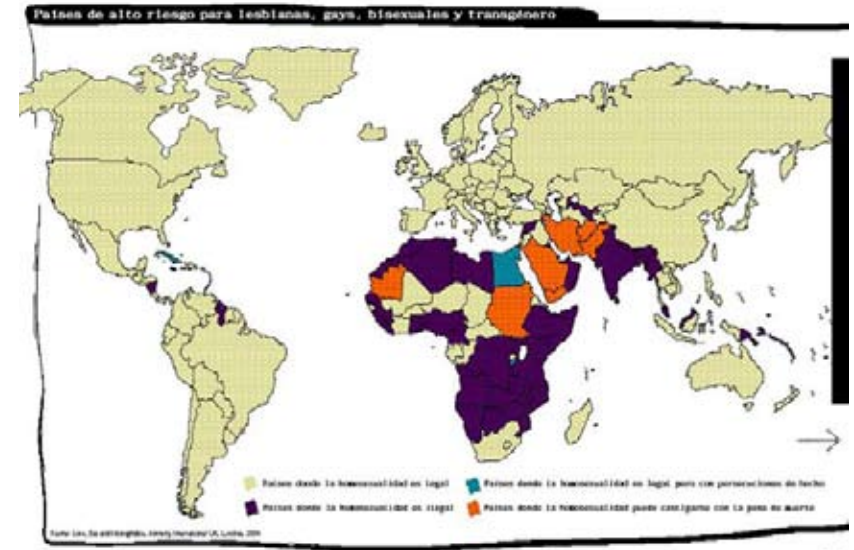 Países de alto riesgo para lesbianas, gays, bisexuales y transgénero
Países donde la homosexualidad es legal
Países donde la homosexualidad es legal pero con persecuciones de hecho
Países donde la homosexualidad es ilegal
Países donde la homosexualidad puede castigarse con la pena de muerte